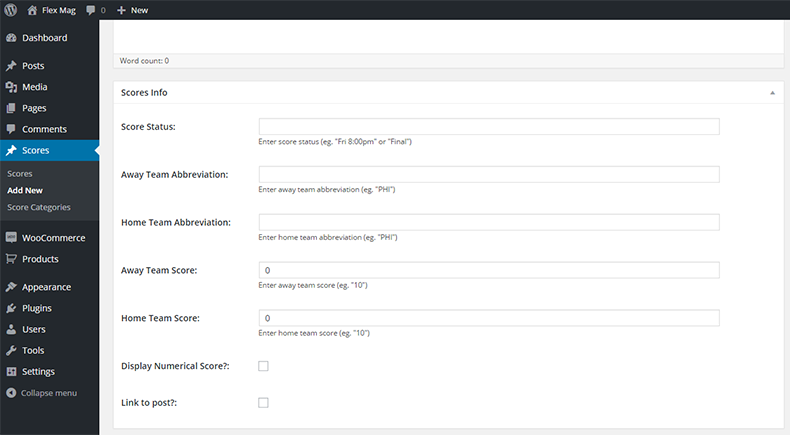 Flex Mag 0 New
Dashboard
Posts
Media
Pages
Comments
Scores
Scores
Add New
Score Categories
WooCommerce
Products
Appearance
Plugins
Users
Tools
Settings
Collapse menu
Word count: 0
Scores Info
Score Status:
Enter score status (eg. "Fri 8:00pm" or "Final")
Away Team Abbreviation:
Enter away team abbreviation (eg. "PHI")
Home Team Abbreviation:
Enter home team abbreviation (eg. "PHI")
Away Team Score: 0
Enter away team score (eg. "10")
Home Team Score: 0
Enter home team score (eg. "10")
Display Numerical Score?:
Link to post?: